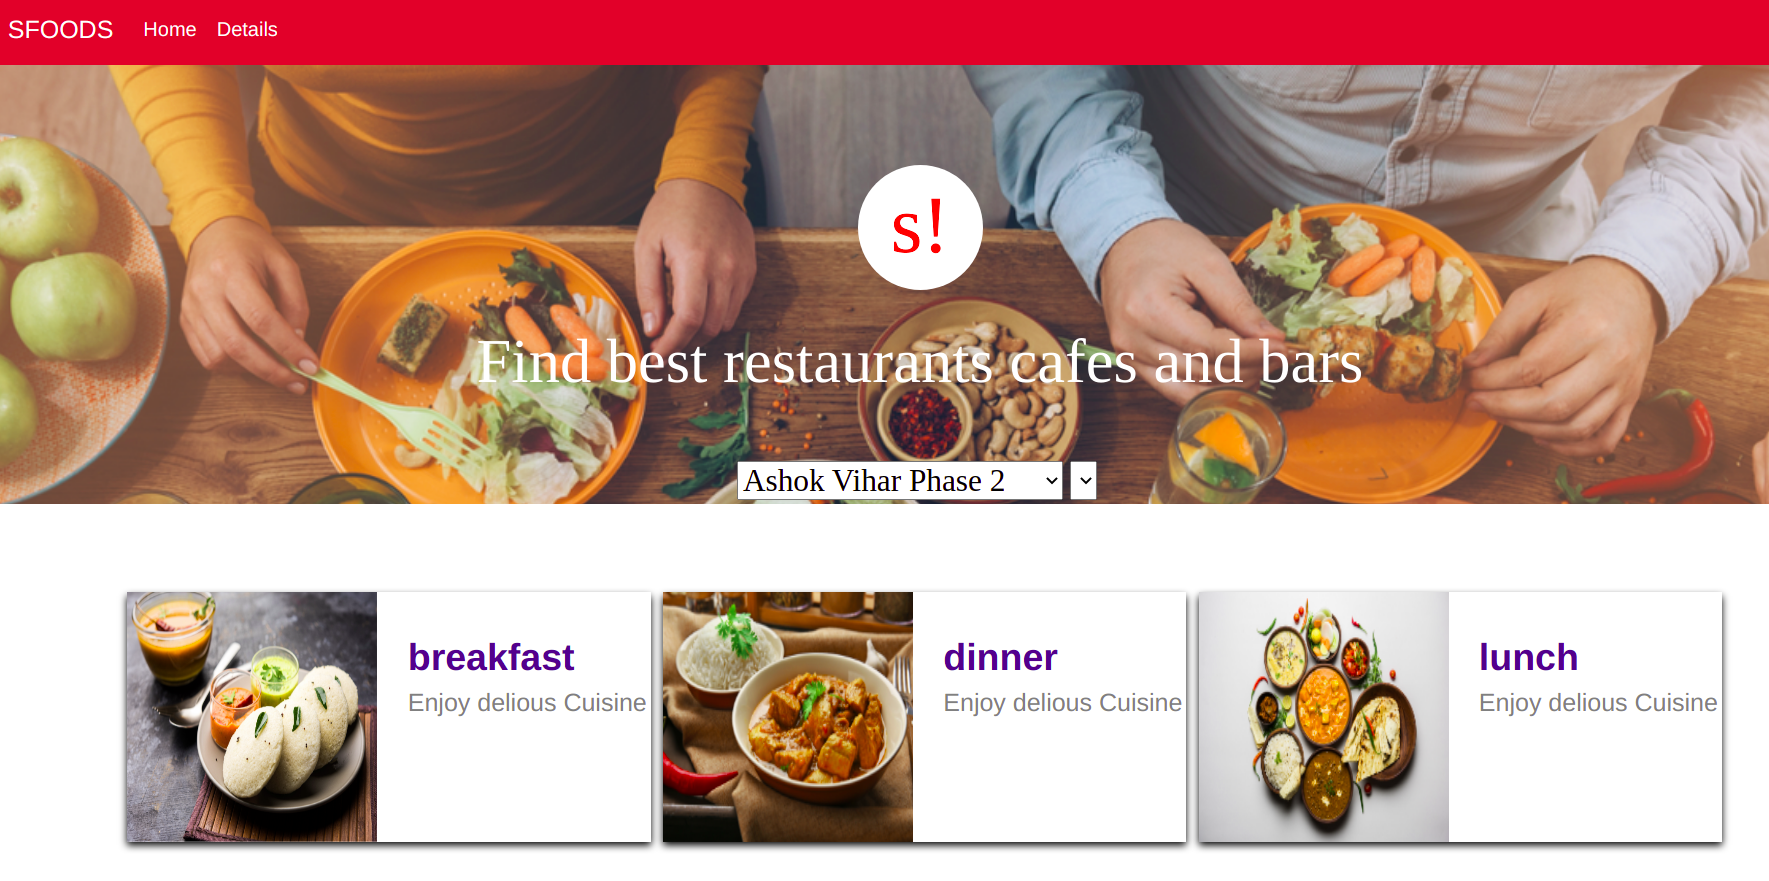 SFOODS Home Details
s!
Find best restaurants cafes and bars
Ashok Vihar Phase 2
breakfast
Enjoy delious Cuisine
dinner
Enjoy delious Cuisine
lunch
Enjoy delious Cuisine